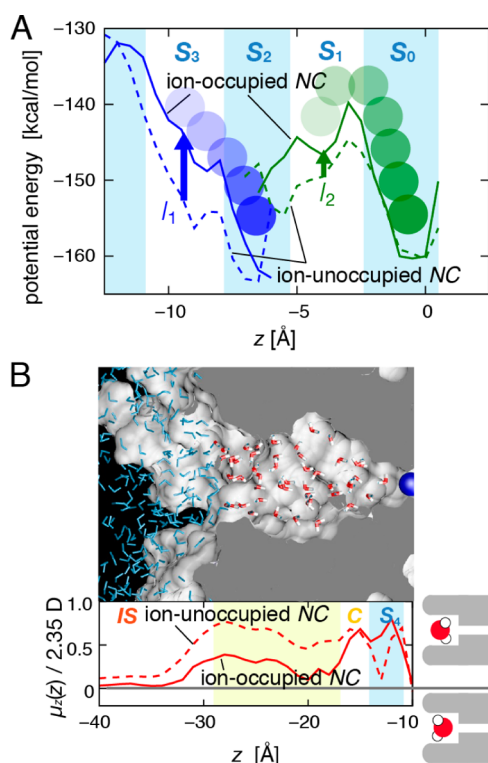 A
S3 S2 S1 S0
ion-occupied NC
l1
l2
ion-unoccupied NC
potential energy [kcal/mol]
−130
−140
−150
−160
−10 −5 0
z [Å]
B
IS C S4
ion-unoccupied NC
ion-occupied NC
μz(z) / 2.35 D
1.0
0.5
0
−40 −30 −20 −10
z [Å]